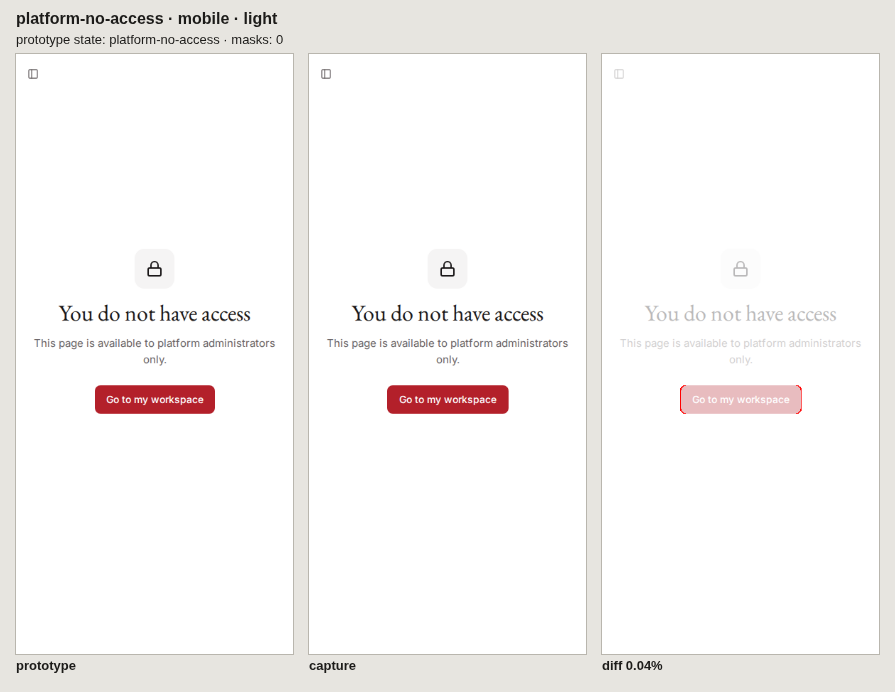 platform-no-access · mobile · light
prototype state: platform-no-access · masks: 0
You do not have access
This page is available to platform administrators
only.
Go to my workspace
prototype
You do not have access
This page is available to platform administrators
only.
Go to my workspace
capture
You do not have access
This page is available to platform administrators
only.
Go to my workspace
diff 0.04%